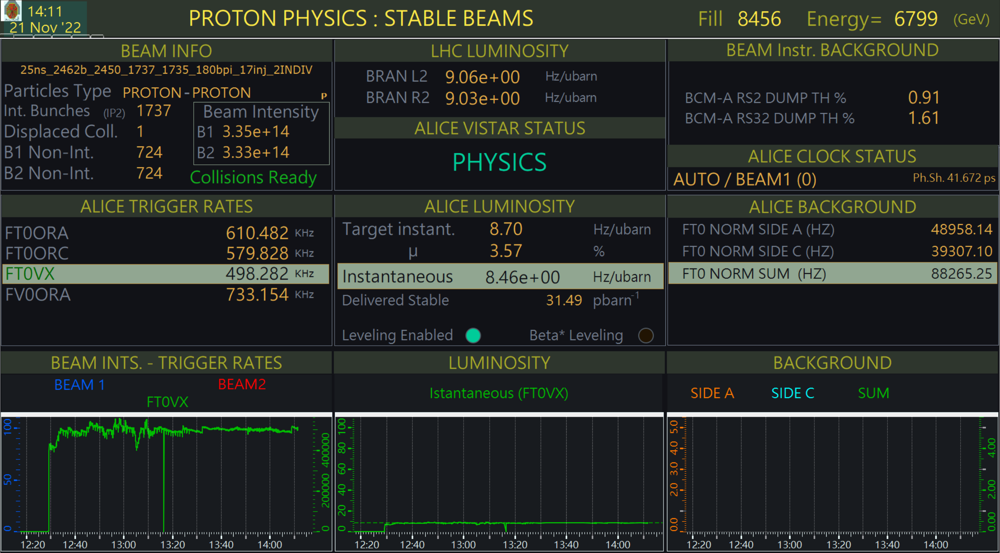 14:11
21 Nov '22
ALICE
PROTON PHYSICS : STABLE BEAMS
Fill 8456 Energy= 6799 (GeV)
BEAM INFO
25ns_2462b_2450_1737_1735_180bpi_17inj_2INDIV
Particles Type PROTON - PROTON p
Int. Bunches (IP2) 1737
Displaced Coll. 1
B1 Non-Int. 724
B2 Non-Int. 724
Beam Intensity
B1 3.35e+14
B2 3.33e+14
Collisions Ready
LHC LUMINOSITY
BRAN L2 9.06e+00 Hz/ubarn
BRAN R2 9.03e+00 Hz/ubarn
ALICE VISTAR STATUS
PHYSICS
BEAM Instr. BACKGROUND
BCM-A RS2 DUMP TH % 0.91
BCM-A RS32 DUMP TH % 1.61
ALICE CLOCK STATUS
AUTO / BEAM1 (0) Ph.Sh. 41.672 ps
ALICE TRIGGER RATES
FT0ORA 610.482 KHz
FT0ORC 579.828 KHz
FT0VX 498.282 KHz
FV0ORA 733.154 KHz
ALICE LUMINOSITY
Target instant. 8.70 Hz/ubarn
µ 3.57 %
Instantaneous 8.46e+00 Hz/ubarn
Delivered Stable 31.49 pbarn-1
Leveling Enabled Beta* Leveling
ALICE BACKGROUND
FT0 NORM SIDE A (HZ) 48958.14
FT0 NORM SIDE C (HZ) 39307.10
FT0 NORM SUM (HZ) 88265.25
BEAM INTS. - TRIGGER RATES
BEAM 1 BEAM2
FT0VX
100
50
0
400000
200000
0
12:20 12:40 13:00 13:20 13:40 14:00
LUMINOSITY
Istantaneous (FT0VX)
100
80
60
40
20
0
12:20 12:40 13:00 13:20 13:40 14:00
BACKGROUND
SIDE A SIDE C SUM
5.0
4.0
3.0
2.0
0.0
4.00
2.00
0.00
12:20 12:40 13:00 13:20 13:40 14:00